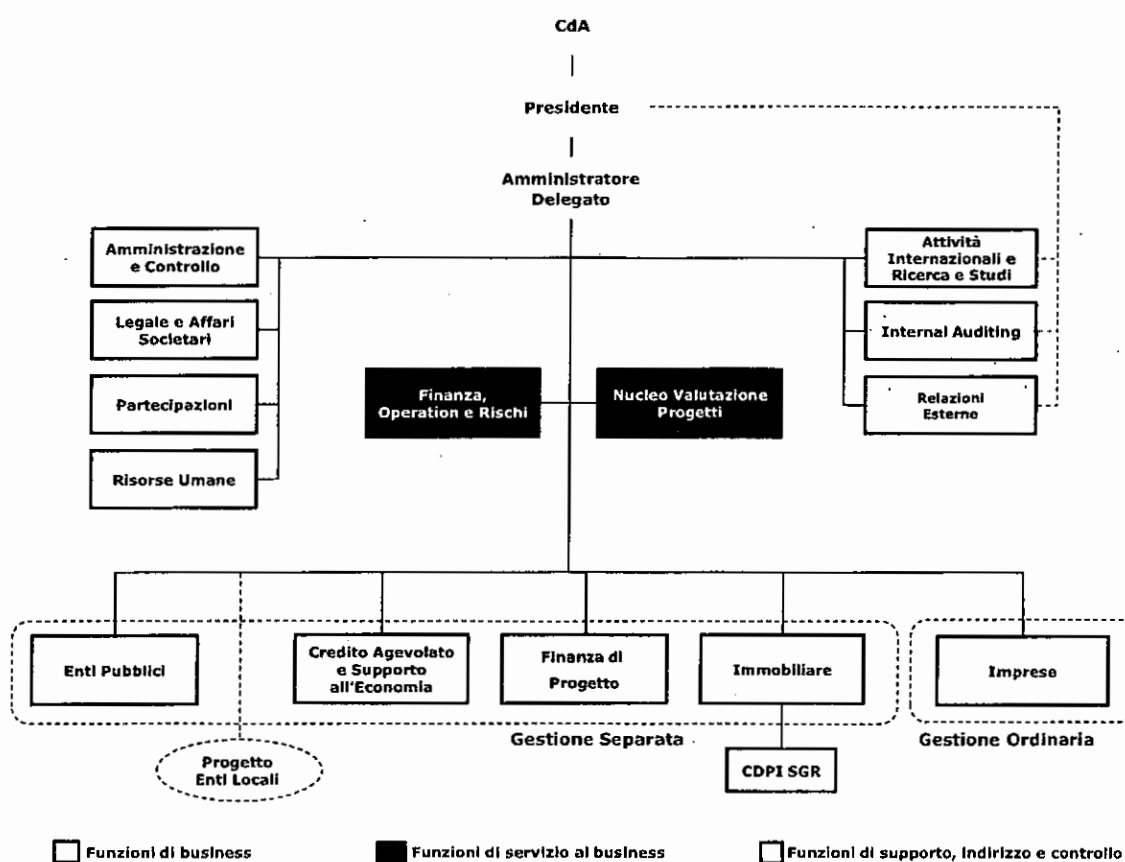 CdA
Presidente
Amministratore
Delegato
Amministrazione
e Controllo
Attività
Internazionali e
Ricerca e Studi
Legale e Affari
Societari
Internal Auditing
Partecipazioni
Finanza,
Operation e Rischi
Nucleo Valutazione
Progetti
Relazioni
Esterne
Risorse Umane
Enti Pubblici
Credito Agevolato
e Supporto
all'Economia
Finanza di
Progetto
Immobiliare
Imprese
Gestione Separata
Gestione Ordinaria
Progetto
Enti Locali
CDPI SGR
Funzioni di business
Funzioni di servizio al business
Funzioni di supporto, indirizzo e controllo